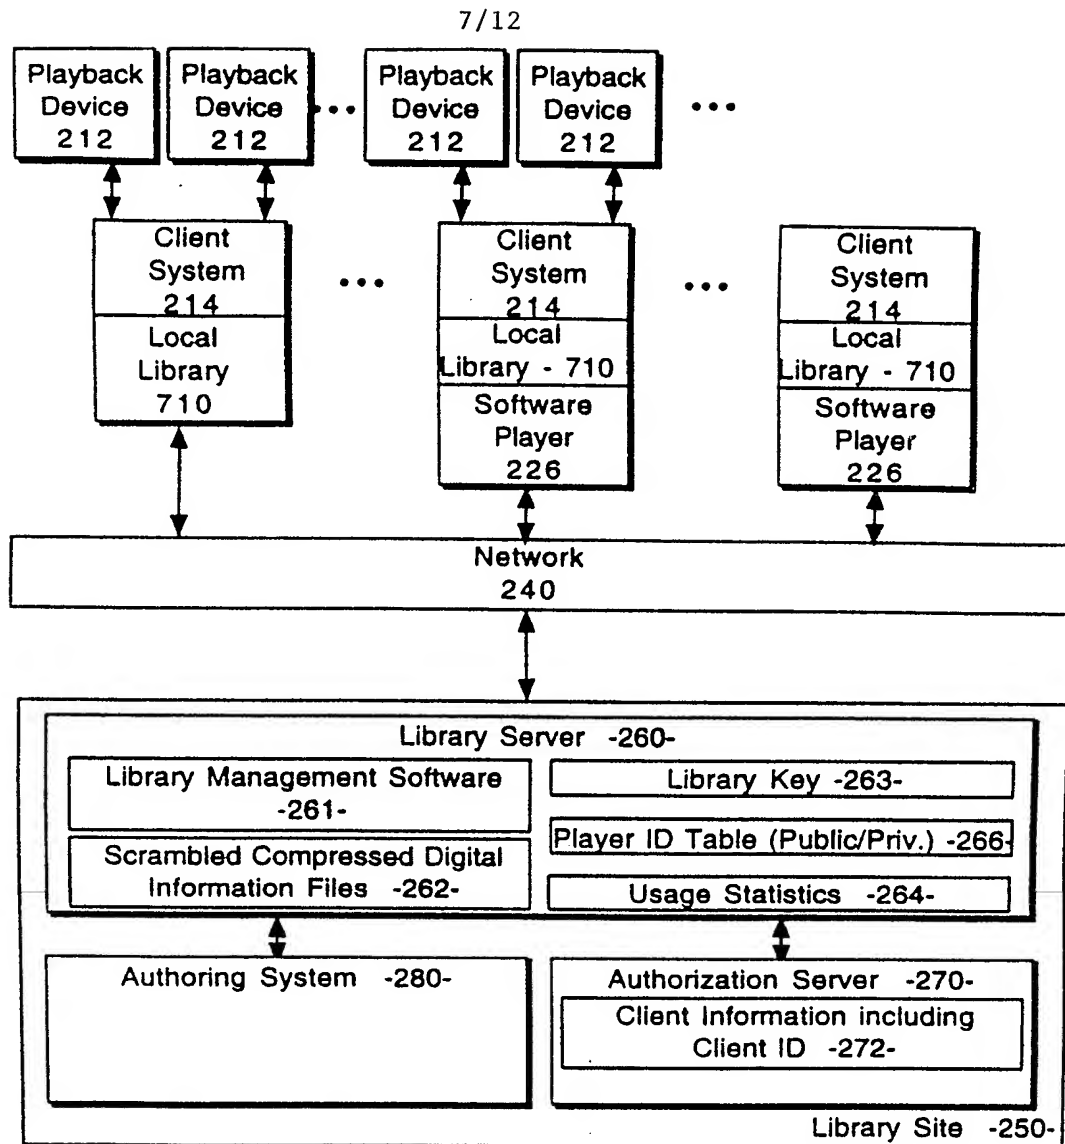 7/12
Playback
Device
212
Playback
Device
212
Playback
Device
212
Playback
Device
212
Client
System
214
Local
Library
710
Client
System
214
Local
Library - 710
Software
Player
226
Client
System
214
Local
Library - 710
Software
Player
226
Network
240
Library Server -260-
Library Management Software
-261-
Scrambled Compressed Digital
Information Files -262-
Library Key -263-
Player ID Table (Public/Priv.) -266-
Usage Statistics -264-
Authoring System -280-
Authorization Server -270-
Client Information including
Client ID -272-
Library Site -250-